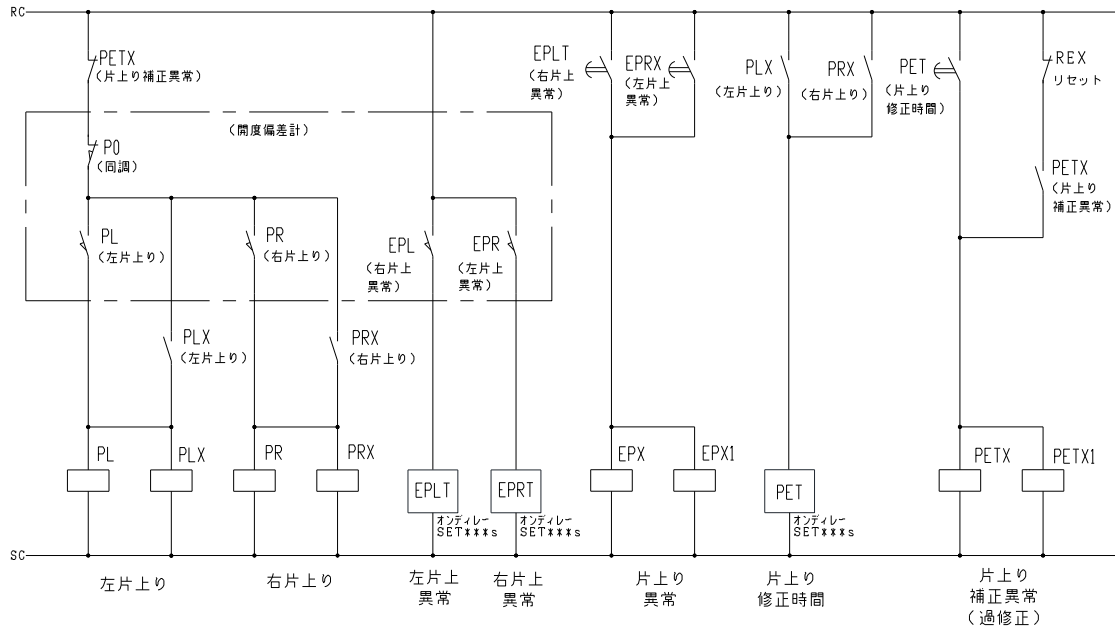 RC
PETX
(片上り補正異常)
(開度偏差計)
PO
(同調)
PL
(左片上り)
PR
(右片上り)
EPL
(右片上
異常)
EPR
(左片上
異常)
PLX
(左片上り)
PRX
(右片上り)
EPLT
(右片上
異常)
EPRX
(左片上
異常)
PLX
(左片上り)
PRX
(右片上り)
PET
(片上り
修正時間)
REX
リセット
PETX
(片上り
補正異常)
PL
PLX
PR
PRX
EPLT
オンディレー
SET***s
EPRT
オンディレー
SET***s
EPX
EPX1
PET
オンディレー
SET***s
PETX
PETX1
SC
左片上り
右片上り
左片上
異常
右片上
異常
片上り
異常
片上り
修正時間
片上り
補正異常
(過修正)